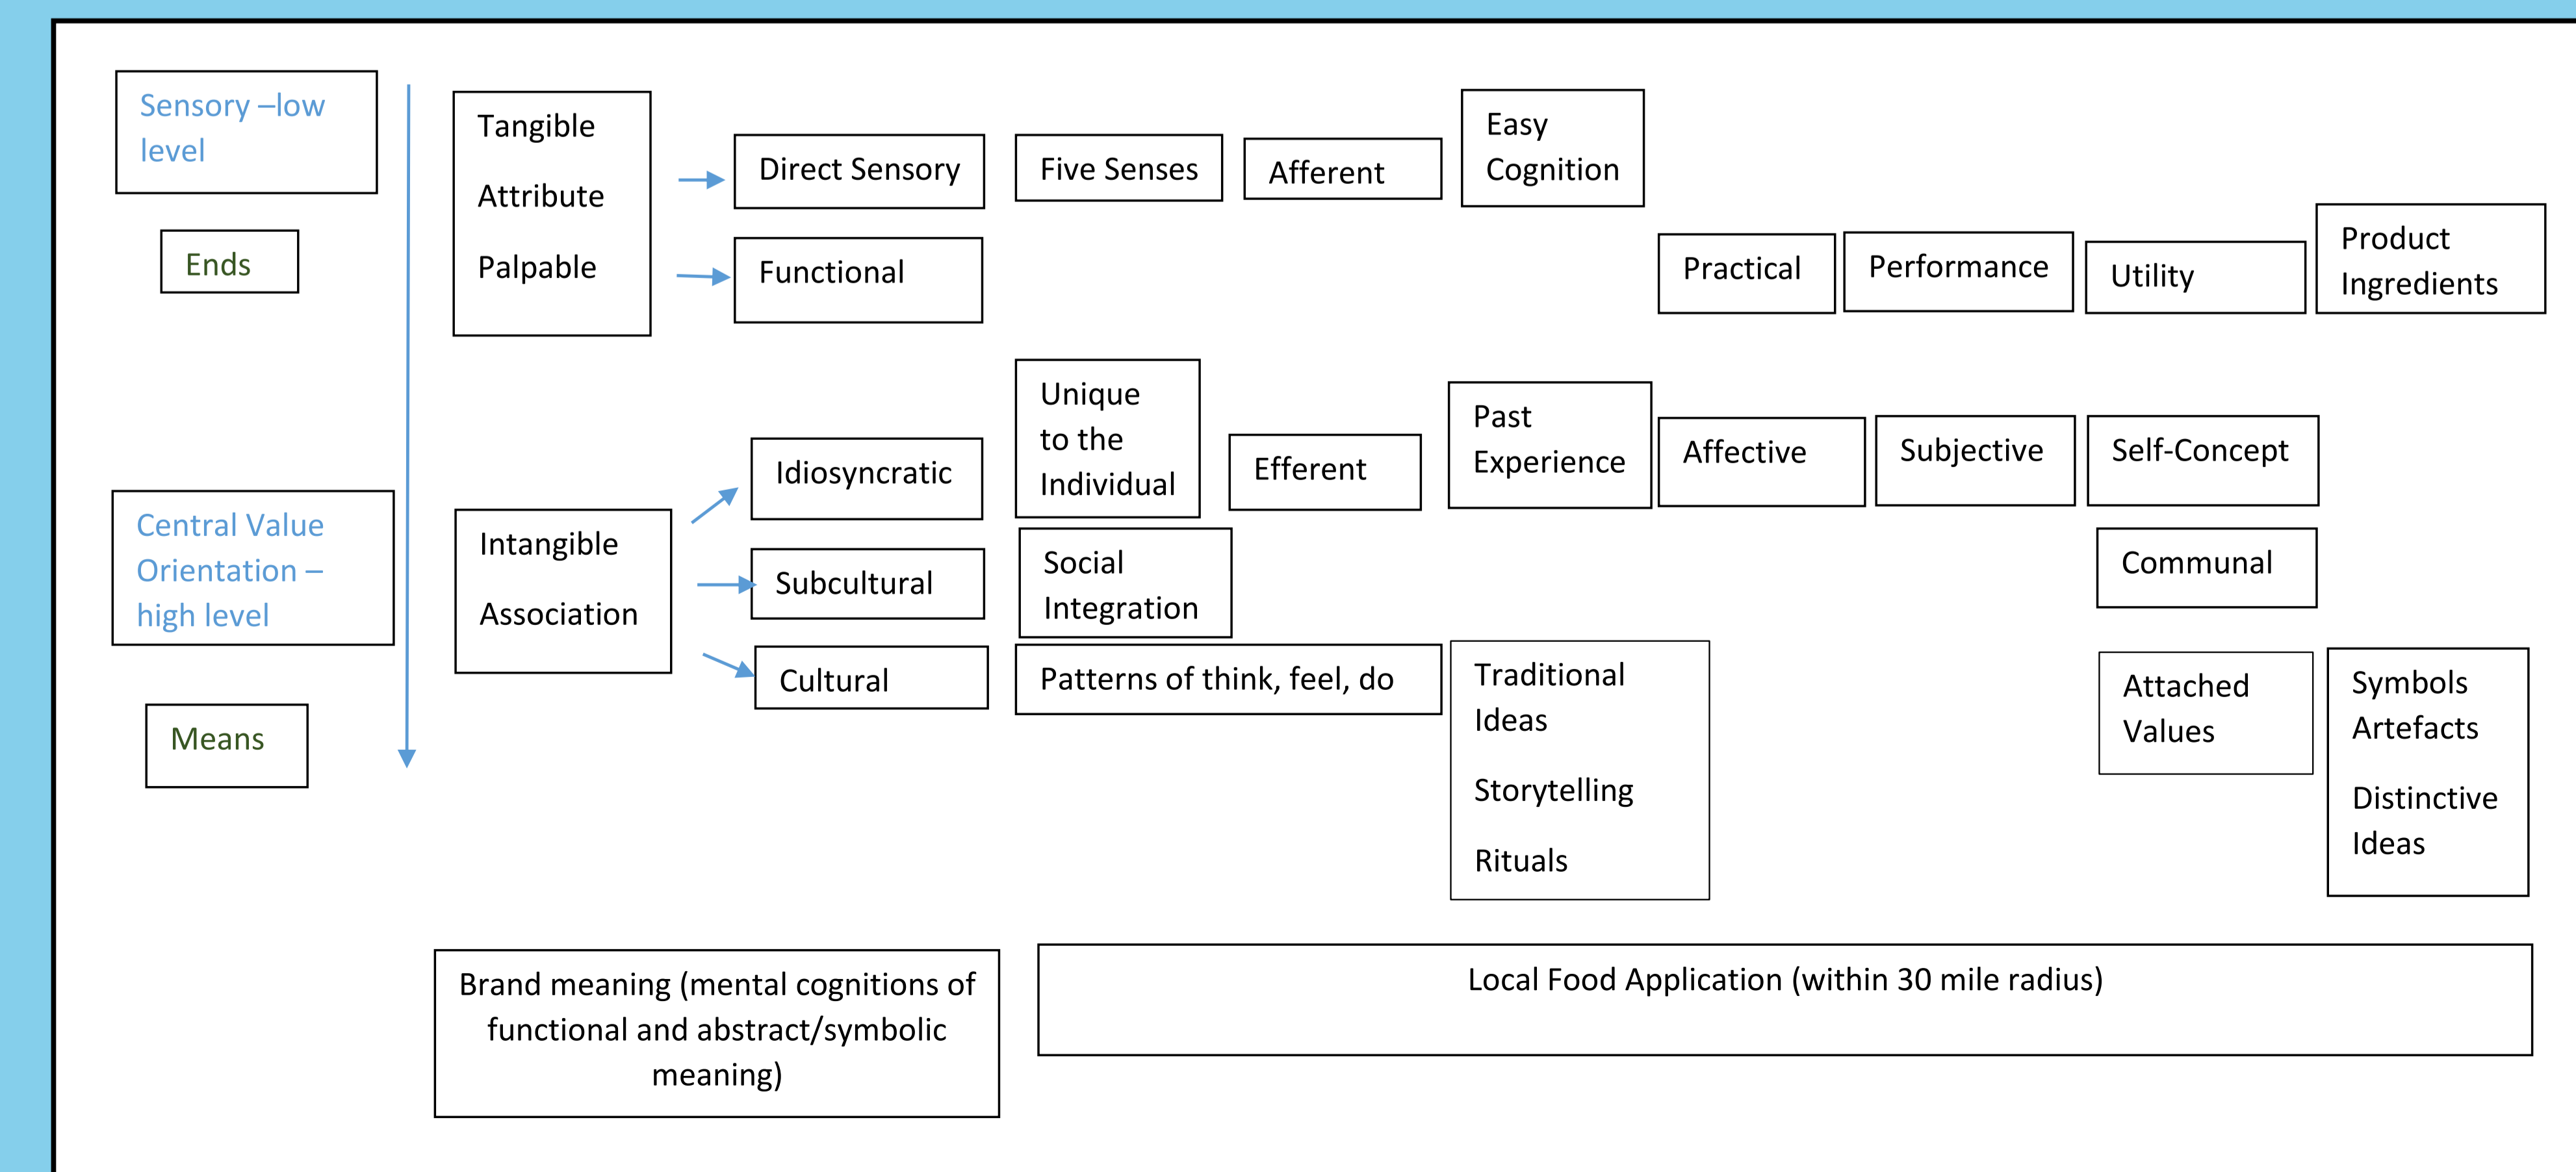 Sensory –low
level
Ends
Central Value
Orientation –
high level
Means
Tangible
Attribute
Palpable
Direct Sensory
Five Senses
Afferent
Easy
Cognition
Functional
Practical
Performance
Utility
Product
Ingredients
Intangible
Association
Idiosyncratic
Unique
to the
Individual
Efferent
Past
Experience
Affective
Subjective
Self-Concept
Subcultural
Social
Integration
Communal
Cultural
Patterns of think, feel, do
Traditional
Ideas
Storytelling
Rituals
Attached
Values
Symbols
Artefacts
Distinctive
Ideas
Brand meaning (mental cognitions of
functional and abstract/symbolic
meaning)
Local Food Application (within 30 mile radius)